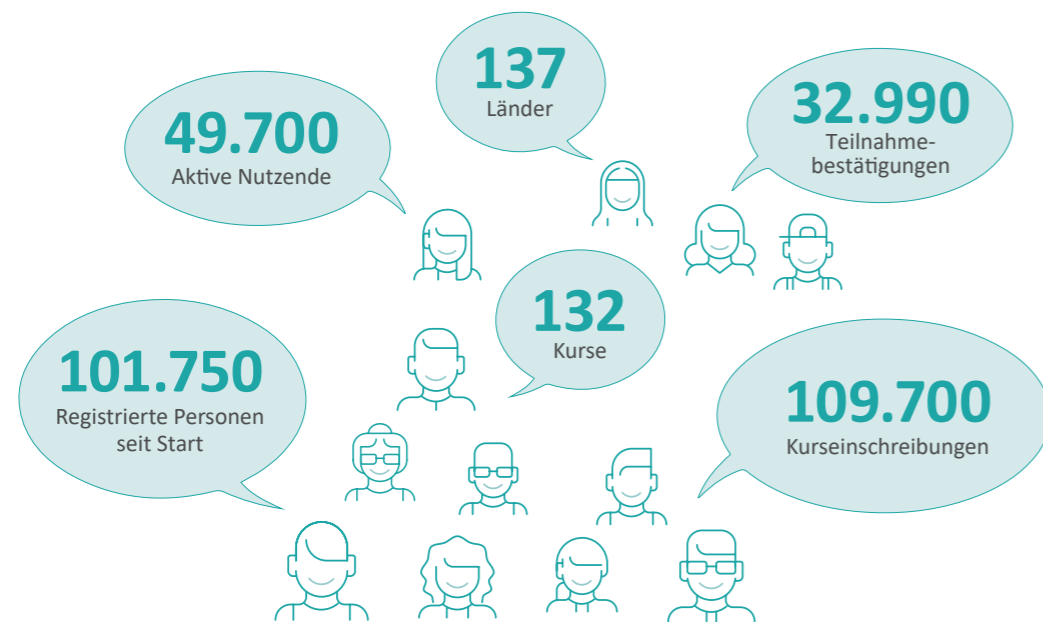 137
Länder
32.990
Teilnahme-
bestätigungen
49.700
Aktive Nutzende
132
Kurse
101.750
Registrierte Personen
seit Start
109.700
Kurseinschreibungen